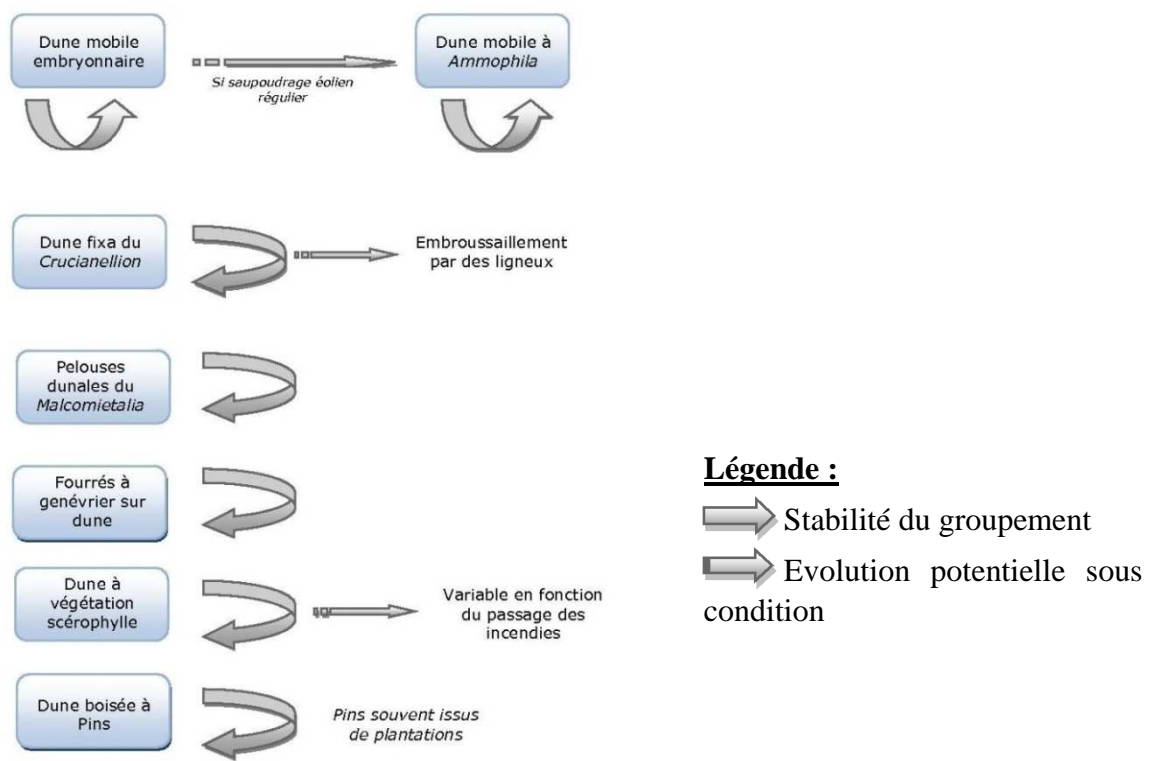 Dune mobile
embryonnaire
Si saupoudrage éolien
régulier
Dune mobile à
Ammophila
Dune fixa du
Crucianellion
Embroussaillement
par des ligneux
Pelouses
dunales du
Malcomietalia
Fourrés à
genévrier sur
dune
Dune à
végétation
scérophylle
Variable en fonction
du passage des
incendies
Dune boisée à
Pins
Pins souvent issus
de plantations
Légende :
Stabilité du groupement
Evolution potentielle sous
condition